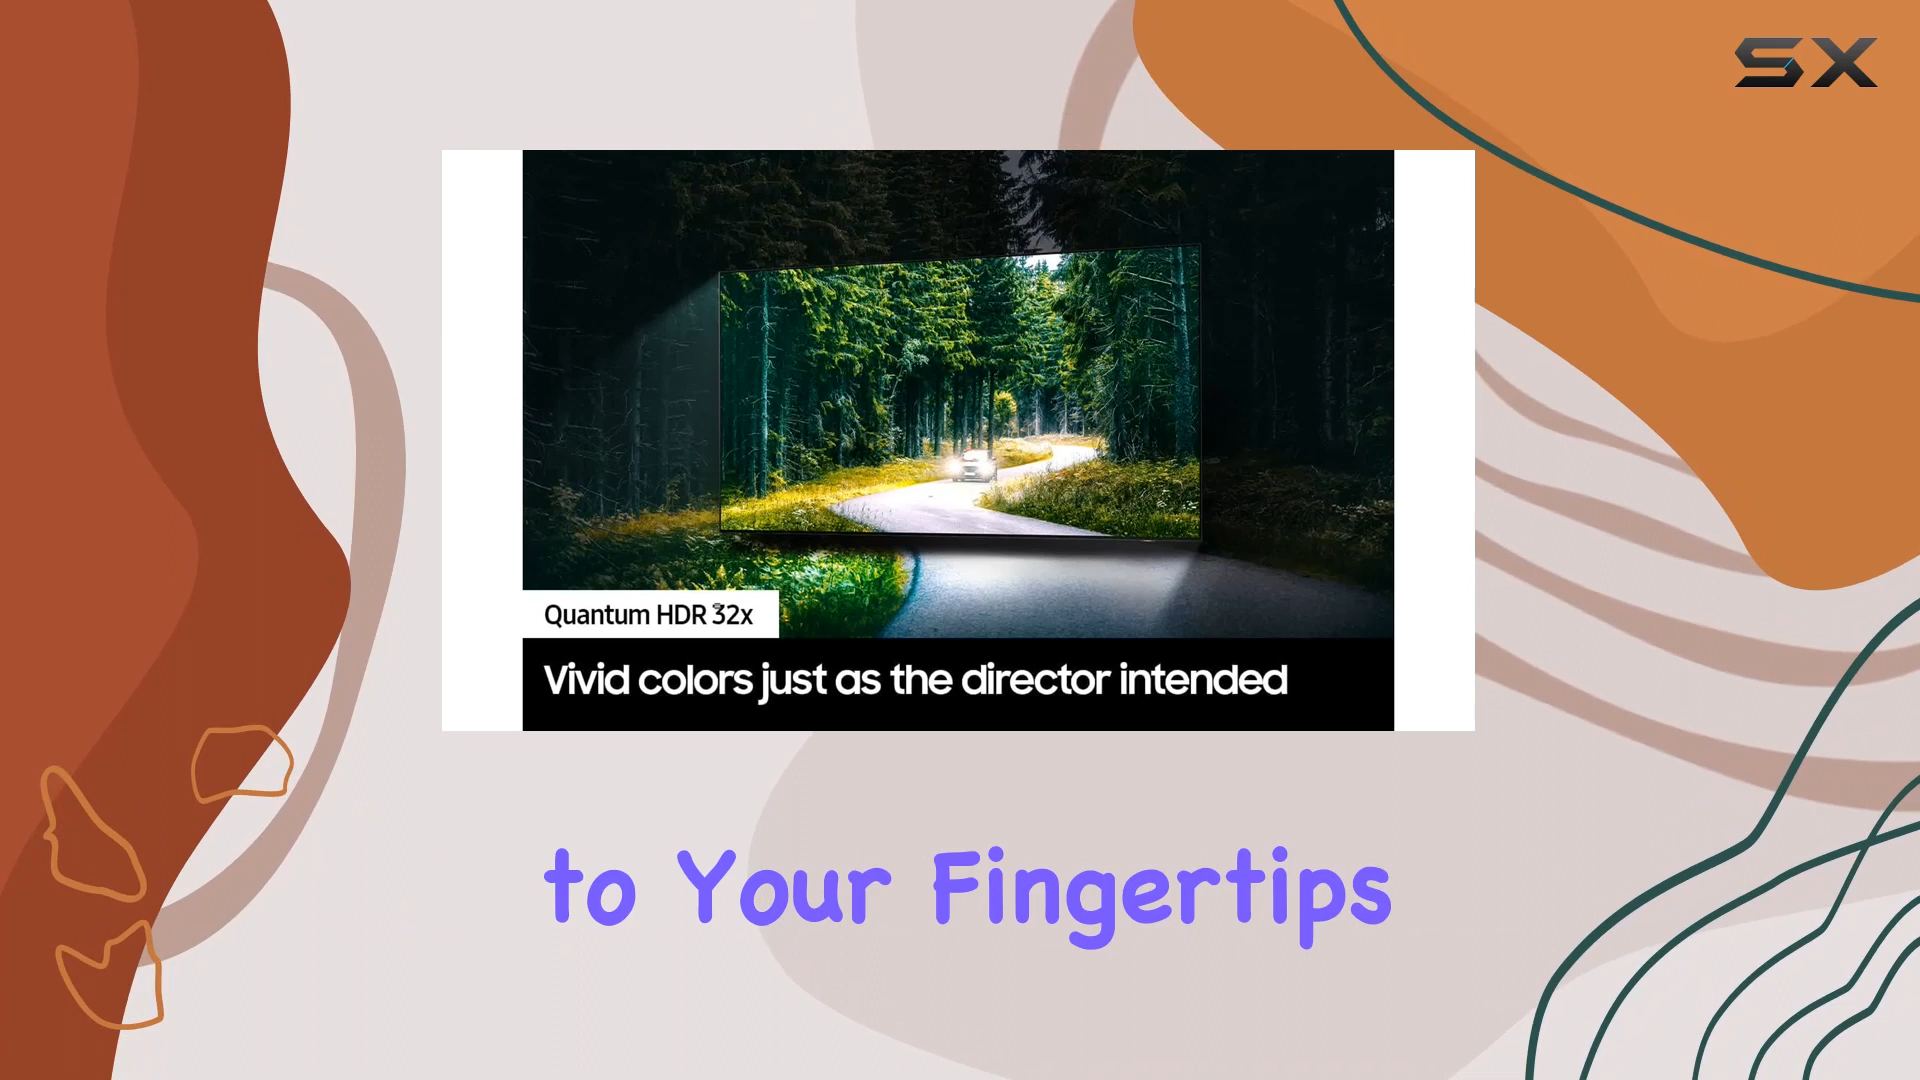 SX
Quantum HDR 32x
Vivid colors just as the director intended
to Your Fingertips